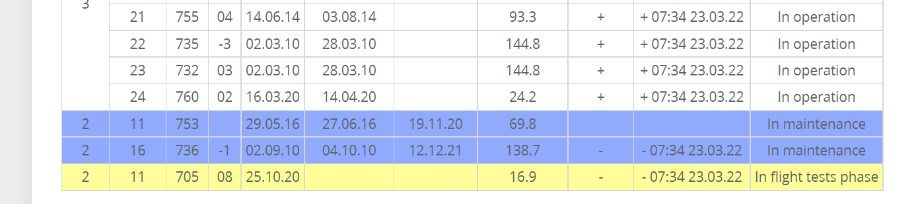 3
21 755 04 14.06.14 03.08.14 93.3 + + 07:34 23.03.22 In operation
22 735 -3 02.03.10 28.03.10 144.8 + + 07:34 23.03.22 In operation
23 732 03 02.03.10 28.03.10 144.8 + + 07:34 23.03.22 In operation
24 760 02 16.03.20 14.04.20 24.2 + + 07:34 23.03.22 In operation
2 11 753 29.05.16 27.06.16 19.11.20 69.8 In maintenance
2 16 736 -1 02.09.10 04.10.10 12.12.21 138.7 - - 07:34 23.03.22 In maintenance
2 11 705 08 25.10.20 16.9 - - 07:34 23.03.22 In flight tests phase